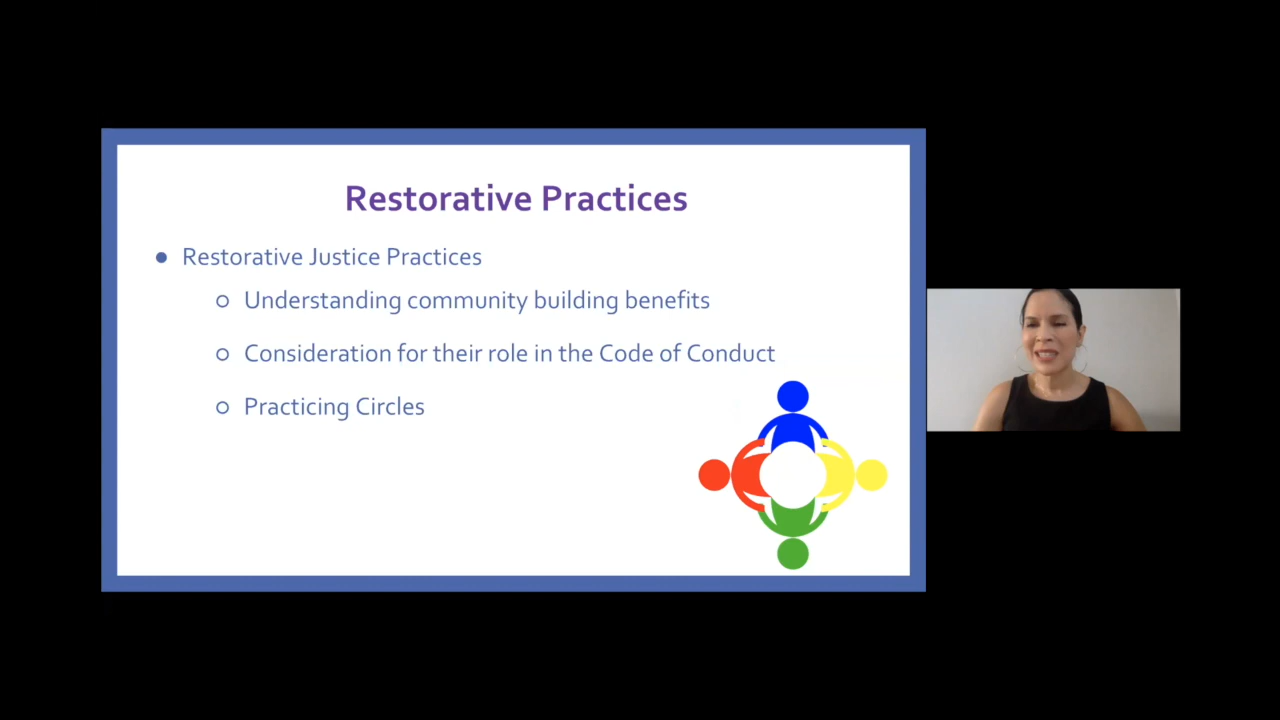 Restorative Practices
Restorative Justice Practices
Understanding community building benefits
Consideration for their role in the Code of Conduct
Practicing Circles